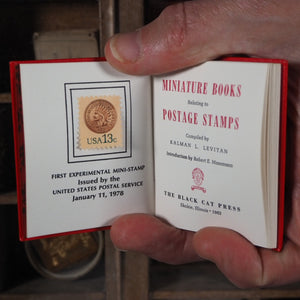 USA 13c
FIRST EXPERIMENTAL MINI-STAMP
Issued by the
UNITED STATES POSTAL SERVICE
January 11, 1978
MINIATURE BOOKS
Relating to
POSTAGE STAMPS
Compiled by
KALMAN L. LEVITAN
Introduction by Robert E. Massmann
THE BLACK CAT PRESS
Skokie, Illinois · 1983